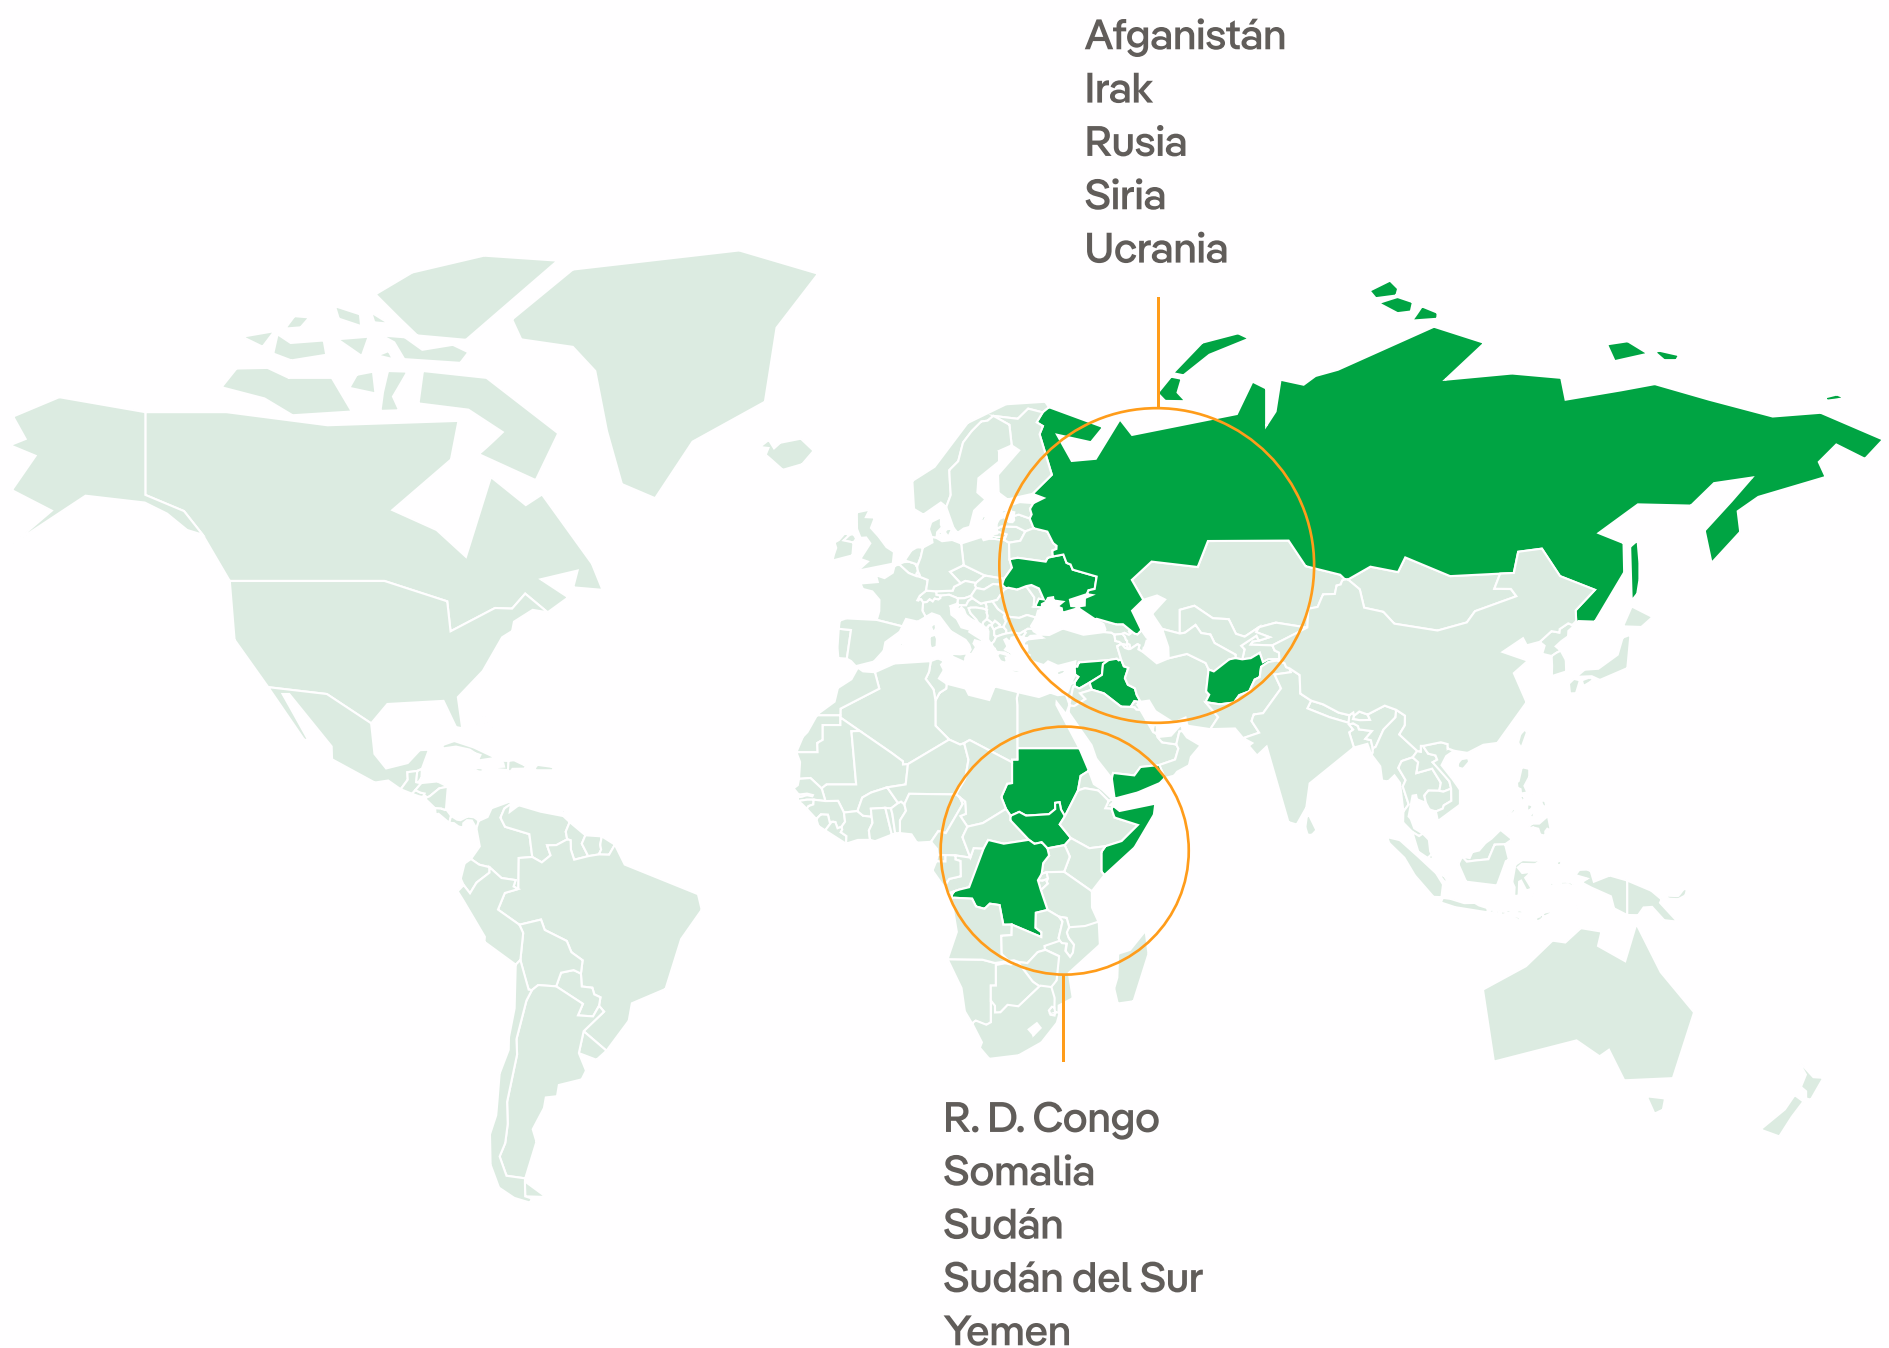 Afganistán
Irak
Rusia
Siria
Ucrania
R. D. Congo
Somalia
Sudán
Sudán del Sur
Yemen